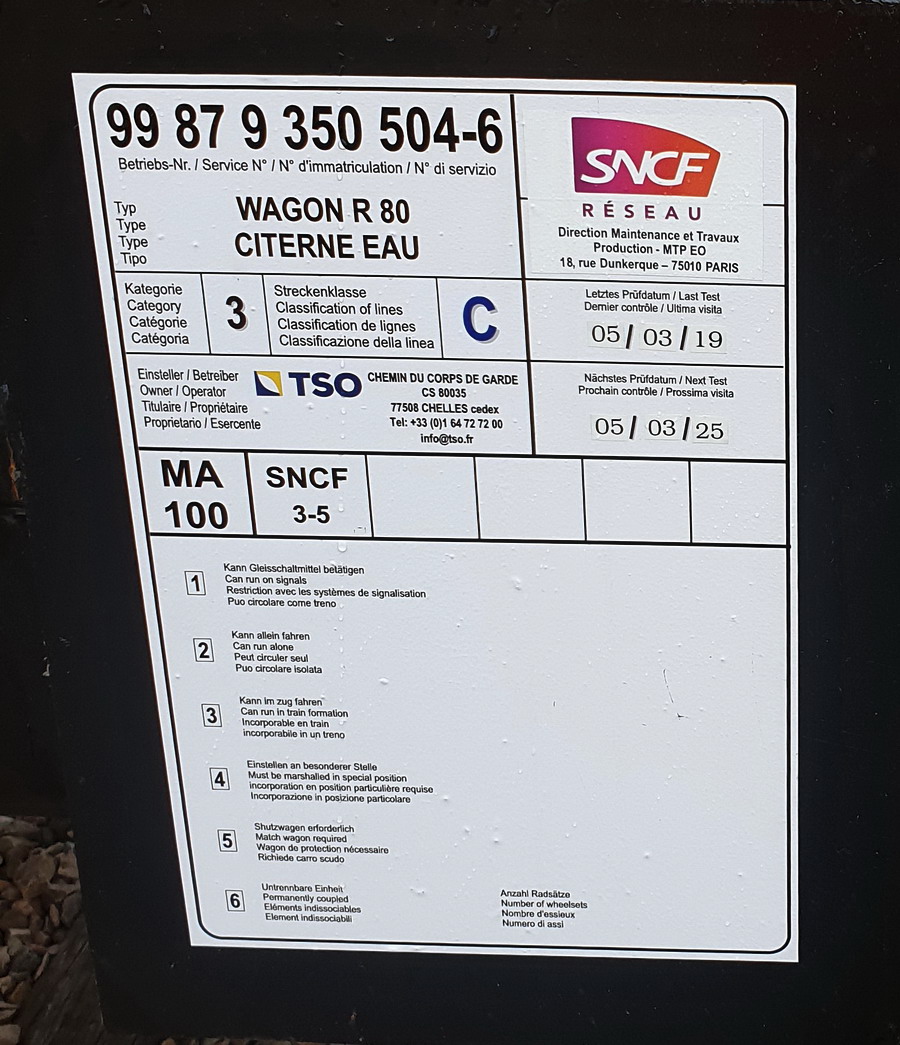 99 87 9 350 504-6
Betriebs-Nr. / Service N° / N° d'immatriculation / N° di servizio
Typ
Type
Type
Tipo
WAGON R 80
CITERNE EAU
SNCF
RÉSEAU
Direction Maintenance et Travaux
Production - MTP EO
18, rue Dunkerque – 75010 PARIS
Kategorie
Category
Catégorie
Catégoria
3
Streckenklasse
Classification of lines
Classification de lignes
Classificazione della linea
C
Letztes Prüfdatum / Last Test
Dernier contrôle / Ultima visita
05 / 03 / 19
Einsteller / Betreiber
Owner / Operator
Titulaire / Propriétaire
Proprietario / Esercente
TSO
CHEMIN DU CORPS DE GARDE
CS 80035
77508 CHELLES cedex
Tel: +33 (0)1 64 72 72 00
info@tso.fr
Nächstes Prüfdatum / Next Test
Prochain contrôle / Prossima visita
05 / 03 / 25
MA
100
SNCF
3-5
1
Kann Gleisschaltmittel betätigen
Can run on signals
Restriction avec les systèmes de signalisation
Puo circolare come treno
2
Kann allein fahren
Can run alone
Peut circuler seul
Puo circolare isolata
3
Kann im zug fahren
Can run in train formation
Incorporable en train
incorporabile in un treno
4
Einstellen an besonderer Stelle
Must be marshalled in special position
incorporation en position particulière requise
Incorporazione in posizione particolare
5
Shutzwagen erforderlich
Match wagon required
Wagon de protection nécessaire
Richiede carro scudo
6
Untrennbare Einheit
Permanently coupled
Eléments indissociables
Element indissociabili
Anzahl Radsätze
Number of wheelsets
Nombre d'essieux
Numero di assi